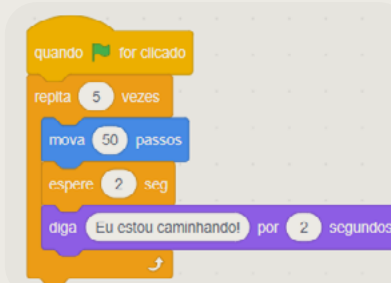 quando for clicado
repita 5 vezes
mova 50 passos
espere 2 seg
diga Eu estou caminhando! por 2 segundos